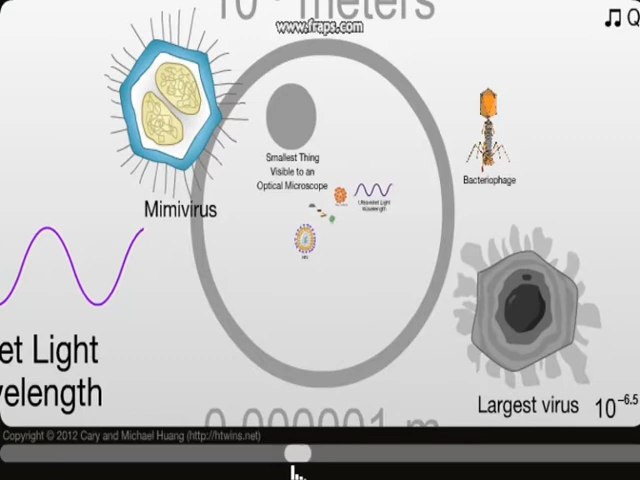 meters
www.fraps.com
Q
Smallest Thing
Visible to an
Optical Microscope
Ultraviolet Light
Wavelength
Bacteriophage
Mimivirus
et Light
velength
Largest virus
10^-6.5
0.000001 m
Copyright © 2012 Cary and Michael Huang (http://htwins.net)